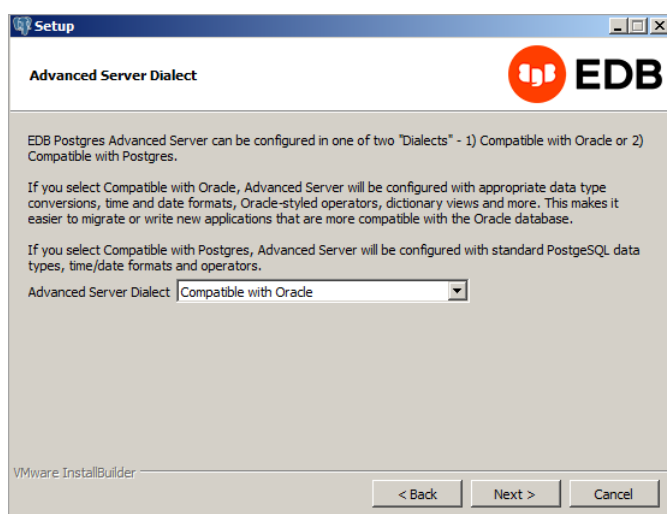 Setup
Advanced Server Dialect
EDB
EDB Postgres Advanced Server can be configured in one of two "Dialects" - 1) Compatible with Oracle or 2)
Compatible with Postgres.
If you select Compatible with Oracle, Advanced Server will be configured with appropriate data type
conversions, time and date formats, Oracle-styled operators, dictionary views and more. This makes it
easier to migrate or write new applications that are more compatible with the Oracle database.
If you select Compatible with Postgres, Advanced Server will be configured with standard PostgeSQL data
types, time/date formats and operators.
Advanced Server Dialect Compatible with Oracle
VMware InstallBuilder
< Back Next > Cancel